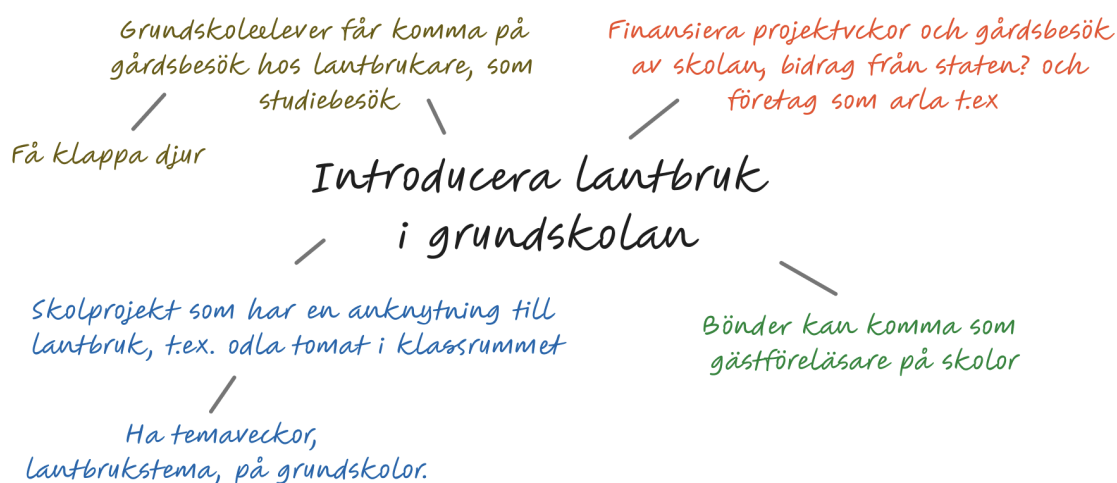 Grundskoleelever får komma på
gårdsbesök hos lantbrukare, som
studiebesök
Finansiera projektvckor och gårdsbesök
av skolan, bidrag från staten? och
företag som arla t.ex
Få klappa djur
Introducera lantbruk
i grundskolan
Skolprojekt som har en anknytning till
lantbruk, t.ex. odla tomat i klassrummet
Bönder kan komma som
gästföreläsare på skolor
Ha temaveckor,
lantbrukstema, på grundskolor.